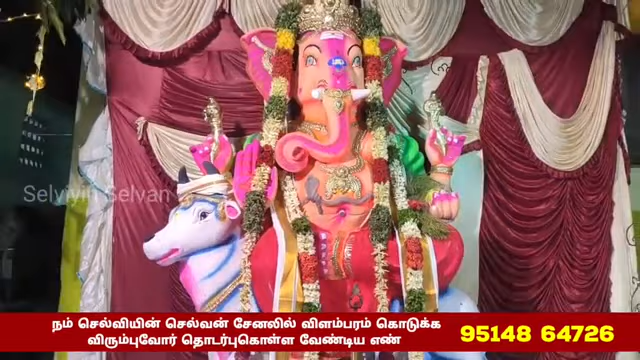 Selviyin Selvan
நம் செல்வியின் செல்வன் சேனலில் விளம்பரம் கொடுக்க
விரும்புவோர் தொடர்புகொள்ள வேண்டிய எண்
95148 64726